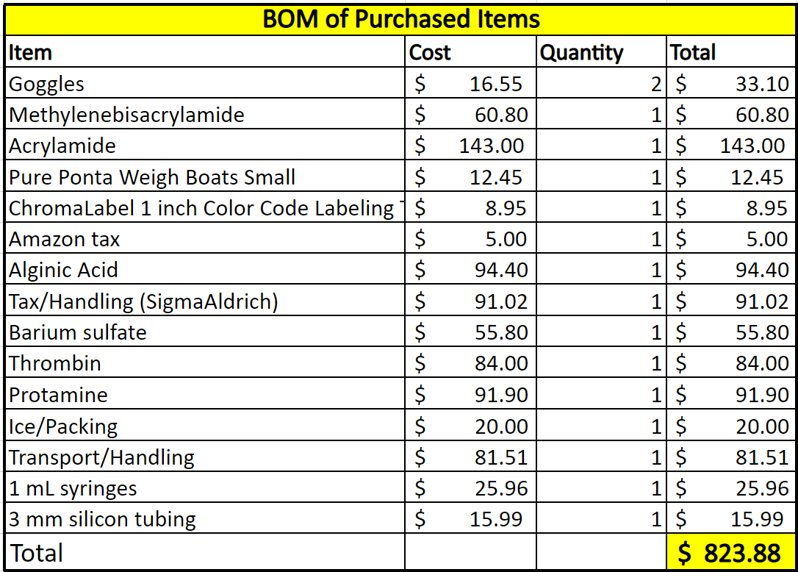 BOM of Purchased Items
Item Cost Quantity Total
Goggles $ 16.55 2 $ 33.10
Methylenebisacrylamide $ 60.80 1 $ 60.80
Acrylamide $ 143.00 1 $ 143.00
Pure Ponta Weigh Boats Small $ 12.45 1 $ 12.45
ChromaLabel 1 inch Color Code Labeling $ 8.95 1 $ 8.95
Amazon tax $ 5.00 1 $ 5.00
Alginic Acid $ 94.40 1 $ 94.40
Tax/Handling (SigmaAldrich) $ 91.02 1 $ 91.02
Barium sulfate $ 55.80 1 $ 55.80
Thrombin $ 84.00 1 $ 84.00
Protamine $ 91.90 1 $ 91.90
Ice/Packing $ 20.00 1 $ 20.00
Transport/Handling $ 81.51 1 $ 81.51
1 mL syringes $ 25.96 1 $ 25.96
3 mm silicon tubing $ 15.99 1 $ 15.99
Total $ 823.88